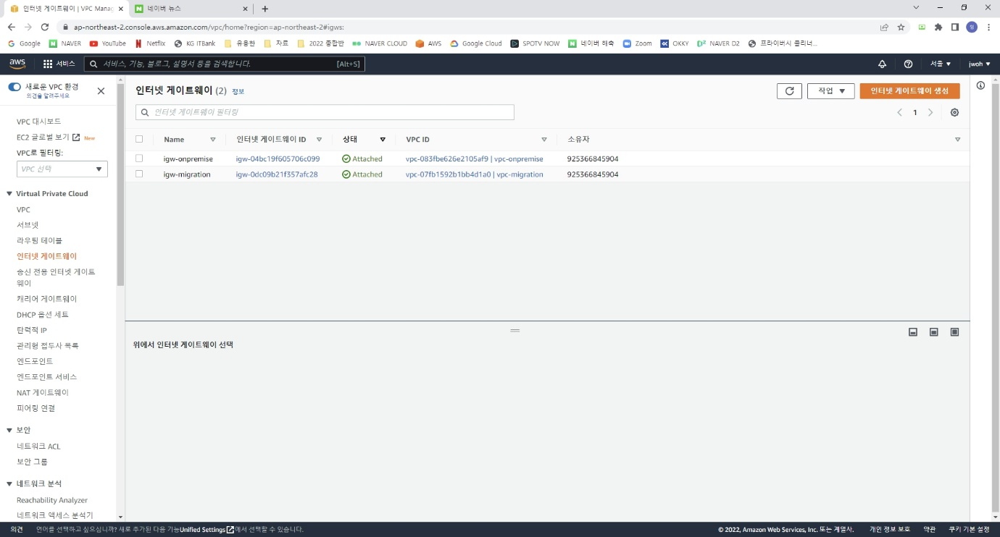 인터넷 게이트웨이 | VPC Manag
네이버 뉴스
ap-northeast-2.console.aws.amazon.com/vpc/home?region=ap-northeast-2#igws:
Google NAVER YouTube Netflix KG ITBank 유용한 자료 2022 종합반 NAVER CLOUD AWS Google Cloud SPOTV NOW 네이버 해축 Zoom OKKY NAVER D2 프라이버시 클리너...
aws 서비스 서비스, 기능, 블로그, 설명서 등을 검색합니다. [Alt+S] 서울 jwoh
새로운 VPC 환경
의견을 알려주세요
VPC 대시보드
EC2 글로벌 보기 New
VPC로 필터링:
VPC 선택
Virtual Private Cloud
VPC
서브넷
라우팅 테이블
인터넷 게이트웨이
송신 전용 인터넷 게이트
웨이
캐리어 게이트웨이
DHCP 옵션 세트
탄력적 IP
관리형 접두사 목록
엔드포인트
엔드포인트 서비스
NAT 게이트웨이
피어링 연결
보안
네트워크 ACL
보안 그룹
네트워크 분석
Reachability Analyzer
네트워크 액세스 분석기
인터넷 게이트웨이 (2) 정보
작업 인터넷 게이트웨이 생성
인터넷 게이트웨이 필터링
1
Name 인터넷 게이트웨이 ID 상태 VPC ID 소유자
igw-onpremise igw-04bc19f605706c099 Attached vpc-083fbe626e2105af9 | vpc-onpremise 925366845904
igw-migration igw-0dc09b21f357afc28 Attached vpc-07fb1592b1bb4d1a0 | vpc-migration 925366845904
위에서 인터넷 게이트웨이 선택
의견 언어를 선택하고 싶으십니까? 새로 추가된 다음 기능Unified Settings에서 선택할 수 있습니다.
© 2022, Amazon Web Services, Inc. 또는 계열사. 개인 정보 보호 약관 쿠키 기본 설정